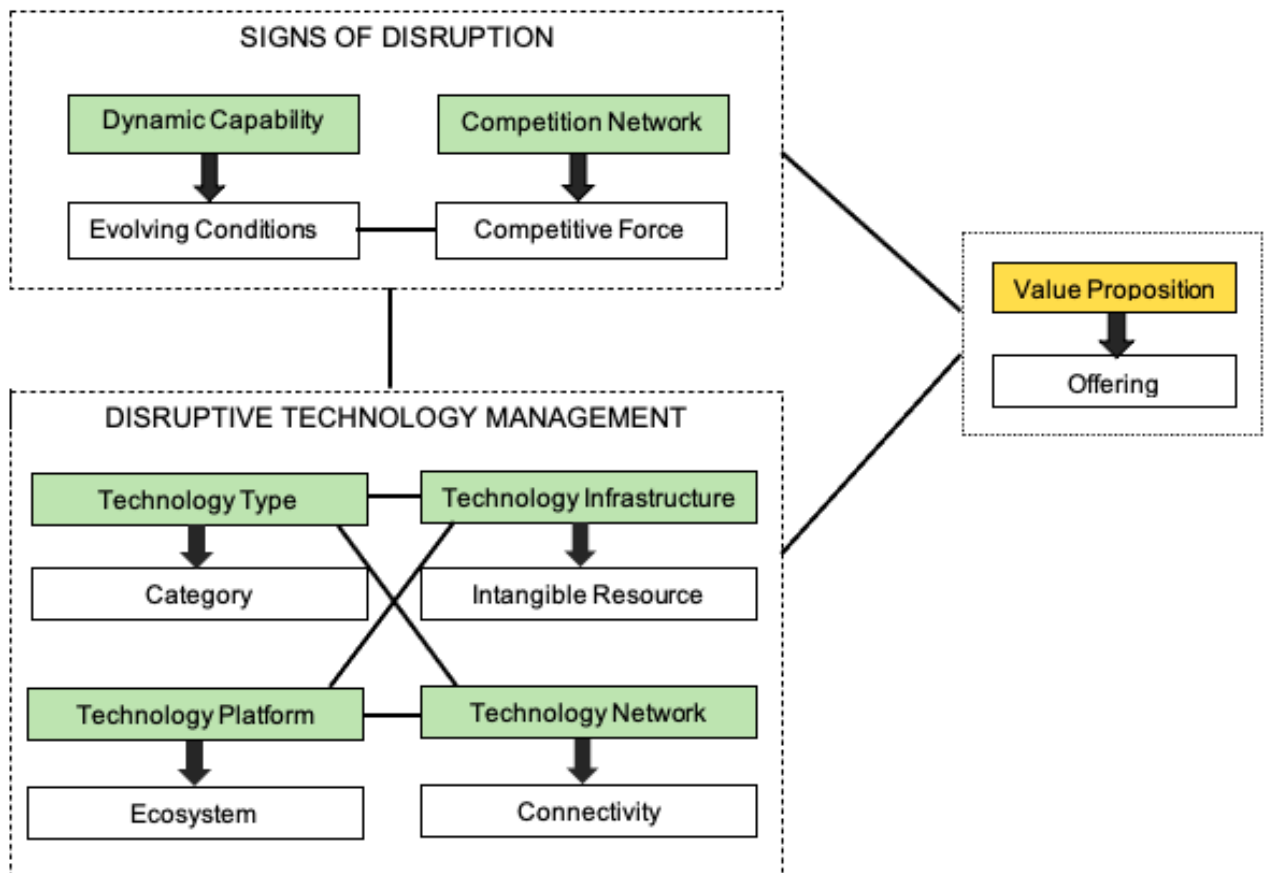 SIGNS OF DISRUPTION
Dynamic Capability
Competition Network
Evolving Conditions
Competitive Force
Value Proposition
Offering
DISRUPTIVE TECHNOLOGY MANAGEMENT
Technology Type
Technology Infrastructure
Category
Intangible Resource
Technology Platform
Technology Network
Ecosystem
Connectivity